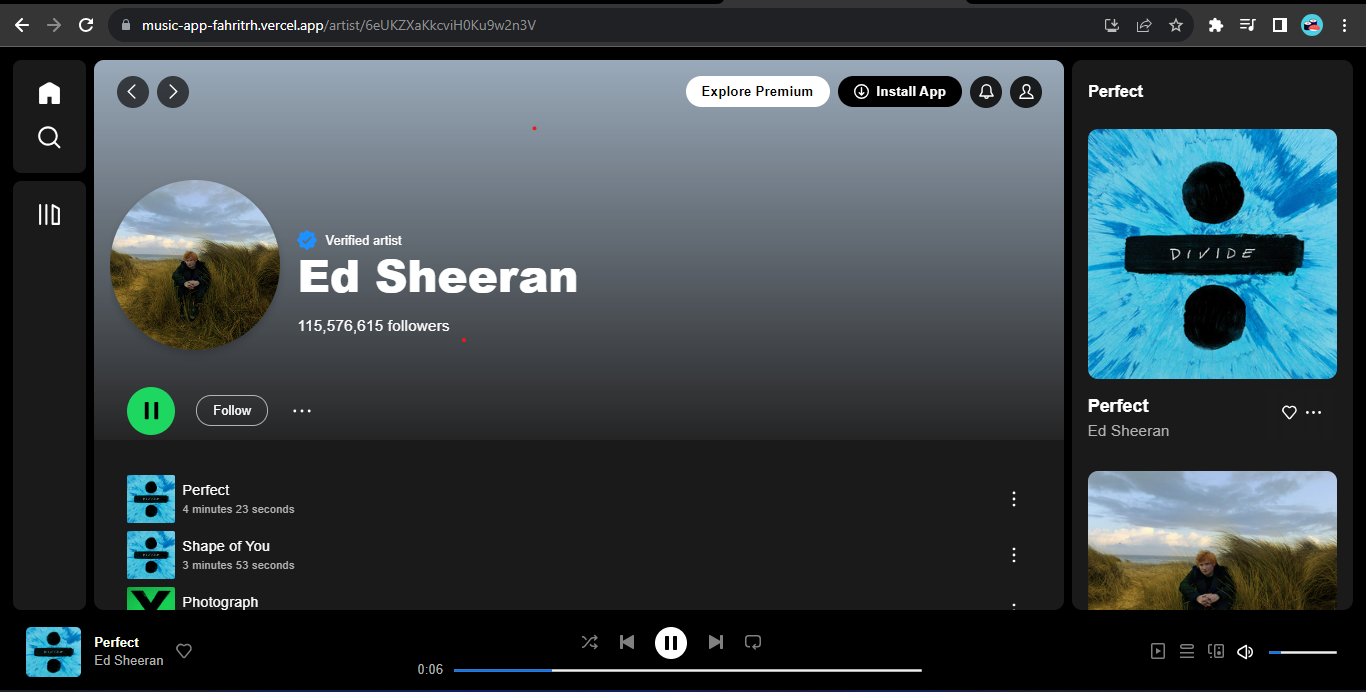 music-app-fahritrh.vercel.app/artist/6eUKZXaKkcviH0Ku9w2n3V
Explore Premium
Install App
Verified artist
Ed Sheeran
115,576,615 followers
Follow
Perfect
4 minutes 23 seconds
Shape of You
3 minutes 53 seconds
Photograph
Perfect
DIVIDE
Perfect
Ed Sheeran
Perfect
Ed Sheeran
0:06